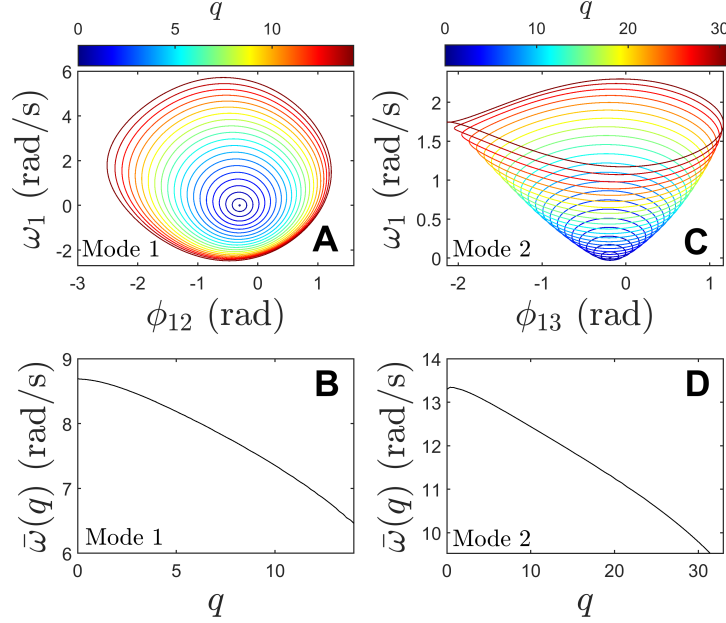 q
q
0 5 10
0 10 20 30
ω₁ (rad/s)
6
4
2
0
-2
Mode 1
A
-3 -2 -1 0 1
ϕ₁₂ (rad)
ω₁ (rad/s)
2
1.5
1
0.5
0
Mode 2
C
-2 -1 0 1
ϕ₁₃ (rad)
ω̄(q) (rad/s)
9
8
7
6
B
Mode 1
0 5 10
q
ω̄(q) (rad/s)
14
13
12
11
10
D
Mode 2
0 10 20 30
q